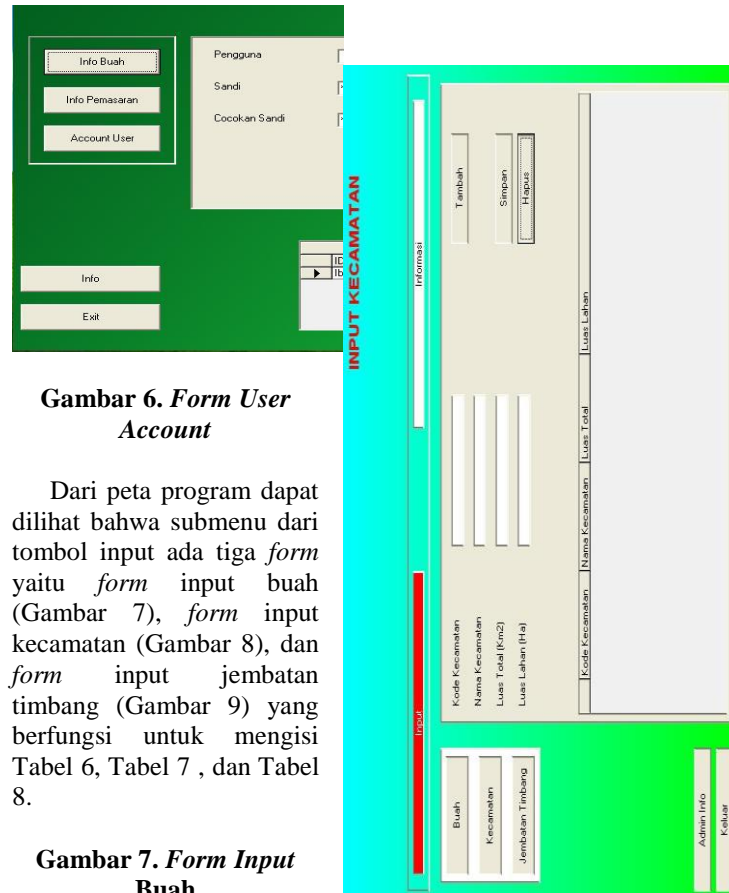 Info Buah
Info Pemasaran
Account User
Pengguna
Sandi
Cocokan Sandi
Info
Exit
ID
Gambar 6. Form User
Account
Dari peta program dapat
dilihat bahwa submenu dari
tombol input ada tiga form
yaitu form input buah
(Gambar 7), form input
kecamatan (Gambar 8), dan
form input jembatan
timbang (Gambar 9) yang
berfungsi untuk mengisi
Tabel 6, Tabel 7 , dan Tabel
8.
Gambar 7. Form Input
Buah
INPUT KECAMATAN
Input
Informasi
Buah
Kecamatan
Jembatan Timbang
Kode Kecamatan
Nama Kecamatan
Luas Total (Km2)
Luas Lahan (Ha)
Tambah
Simpan
Hapus
Kode Kecamatan Nama Kecamatan Luas Total Luas Lahan
Admin Info
Keluar